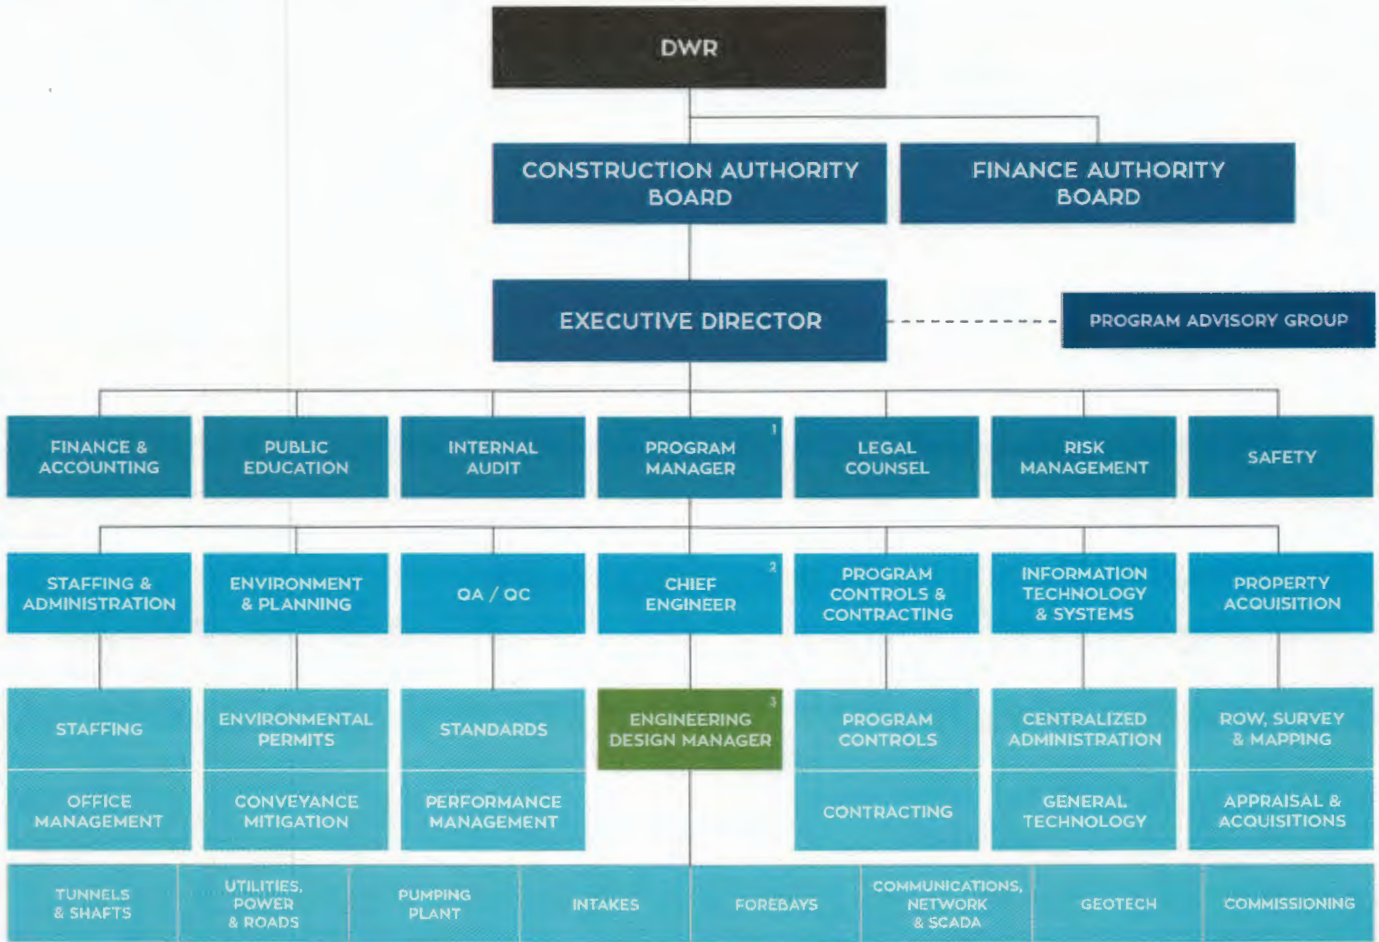 DWR
CONSTRUCTION AUTHORITY
BOARD
FINANCE AUTHORITY
BOARD
EXECUTIVE DIRECTOR
PROGRAM ADVISORY GROUP
FINANCE &
ACCOUNTING
PUBLIC
EDUCATION
INTERNAL
AUDIT
1
PROGRAM
MANAGER
LEGAL
COUNSEL
RISK
MANAGEMENT
SAFETY
STAFFING &
ADMINISTRATION
ENVIRONMENT
& PLANNING
QA / QC
2
CHIEF
ENGINEER
PROGRAM
CONTROLS &
CONTRACTING
INFORMATION
TECHNOLOGY
& SYSTEMS
PROPERTY
ACQUISITION
STAFFING
ENVIRONMENTAL
PERMITS
STANDARDS
3
ENGINEERING
DESIGN MANAGER
PROGRAM
CONTROLS
CENTRALIZED
ADMINISTRATION
ROW, SURVEY
& MAPPING
OFFICE
MANAGEMENT
CONVEYANCE
MITIGATION
PERFORMANCE
MANAGEMENT
CONTRACTING
GENERAL
TECHNOLOGY
APPRAISAL &
ACQUISITIONS
TUNNELS
& SHAFTS
UTILITIES,
POWER
& ROADS
PUMPING
PLANT
INTAKES
FOREBAYS
COMMUNICATIONS,
NETWORK
& SCADA
GEOTECH
COMMISSIONING